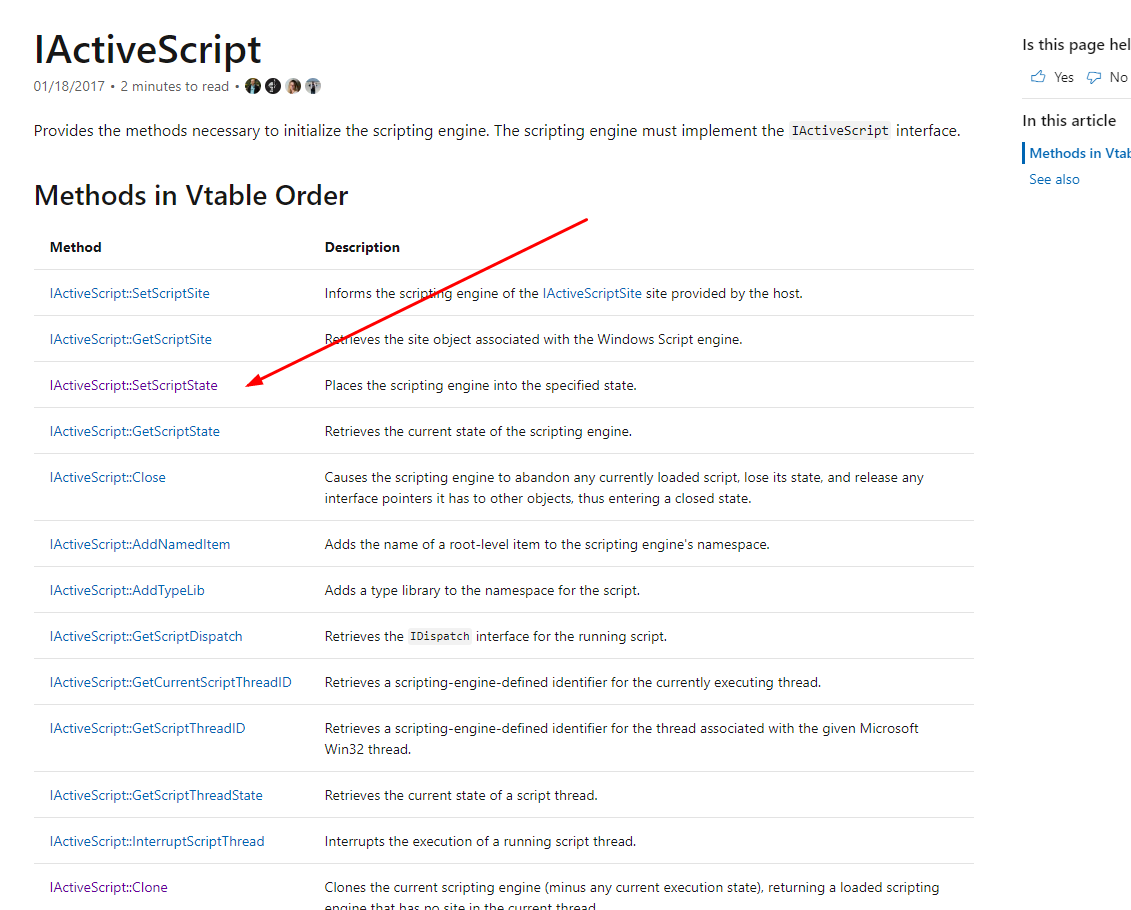 IActiveScript
01/18/2017 • 2 minutes to read •
Provides the methods necessary to initialize the scripting engine. The scripting engine must implement the IActiveScript interface.
Methods in Vtable Order
Method Description
IActiveScript::SetScriptSite Informs the scripting engine of the IActiveScriptSite site provided by the host.
IActiveScript::GetScriptSite Retrieves the site object associated with the Windows Script engine.
IActiveScript::SetScriptState Places the scripting engine into the specified state.
IActiveScript::GetScriptState Retrieves the current state of the scripting engine.
IActiveScript::Close Causes the scripting engine to abandon any currently loaded script, lose its state, and release any
interface pointers it has to other objects, thus entering a closed state.
IActiveScript::AddNamedItem Adds the name of a root-level item to the scripting engine's namespace.
IActiveScript::AddTypeLib Adds a type library to the namespace for the script.
IActiveScript::GetScriptDispatch Retrieves the IDispatch interface for the running script.
IActiveScript::GetCurrentScriptThreadID Retrieves a scripting-engine-defined identifier for the currently executing thread.
IActiveScript::GetScriptThreadID Retrieves a scripting-engine-defined identifier for the thread associated with the given Microsoft
Win32 thread.
IActiveScript::GetScriptThreadState Retrieves the current state of a script thread.
IActiveScript::InterruptScriptThread Interrupts the execution of a running script thread.
IActiveScript::Clone Clones the current scripting engine (minus any current execution state), returning a loaded scripting
engine that has no site in the current thread.
Is this page hel
Yes No
In this article
Methods in Vtab
See also